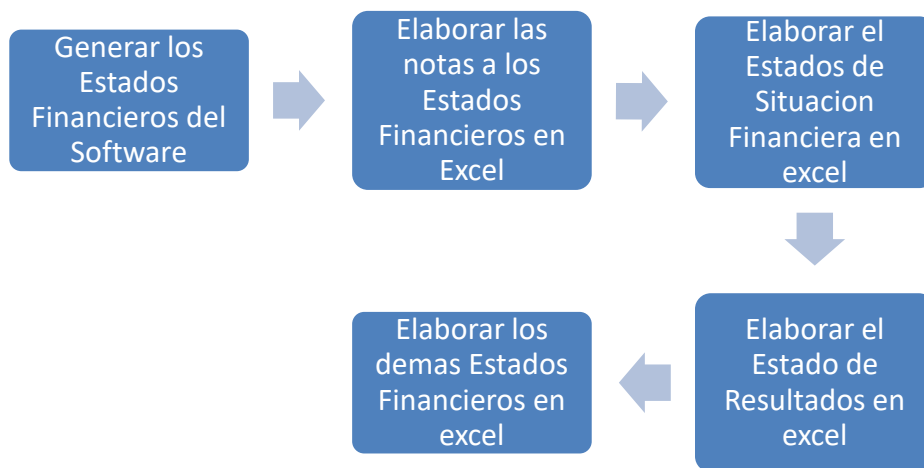 Generar los
Estados
Financieros del
Software
Elaborar las
notas a los
Estados
Financieros en
Excel
Elaborar el
Estados de
Situacion
Financiera en
excel
Elaborar el
Estado de
Resultados en
excel
Elaborar los
demas Estados
Financieros en
excel